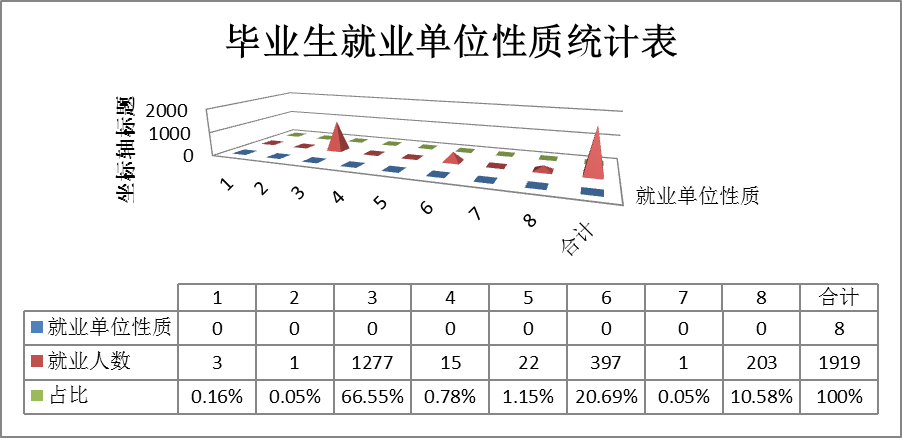 毕业生就业单位性质统计表
坐标轴标题
2000
1000
0
1 2 3 4 5 6 7 8 合计
就业单位性质
1 2 3 4 5 6 7 8 合计
就业单位性质 0 0 0 0 0 0 0 0 8
就业人数 3 1 1277 15 22 397 1 203 1919
占比 0.16% 0.05% 66.55% 0.78% 1.15% 20.69% 0.05% 10.58% 100%